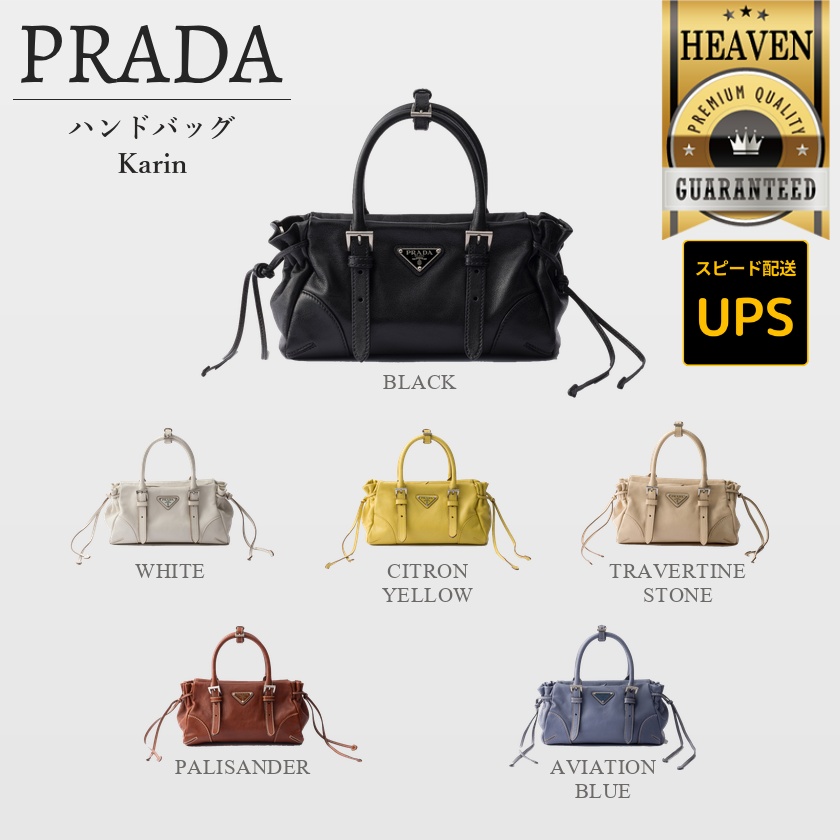 PRADA
ハンドバッグ
Karin
HEAVEN
PREMIUM QUALITY
GUARANTEED
スピード配送
UPS
PRADA
BLACK
WHITE
CITRON
YELLOW
TRAVERTINE
STONE
PALISANDER
AVIATION
BLUE